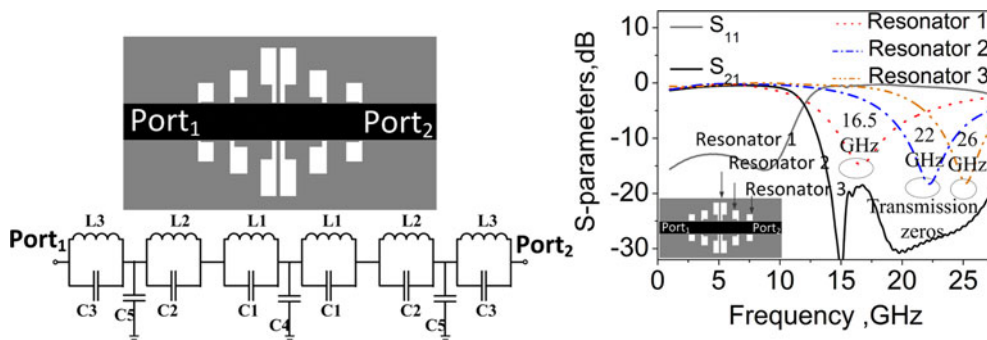 Port1 Port2
L3 L2 L1 L1 L2 L3
Port1 Port2
C3 C5 C2 C1 C4 C1 C2 C5 C3
S-parameters,dB
10
0
-10
-20
-30
S11
S21
Resonator 1
Resonator 2
Resonator 3
16.5
GHz
22
GHz
26
GHz
Resonator 1
Resonator 2
Resonator 3
Port1 Port2
Transmission
zeros
0 5 10 15 20 25
Frequency ,GHz